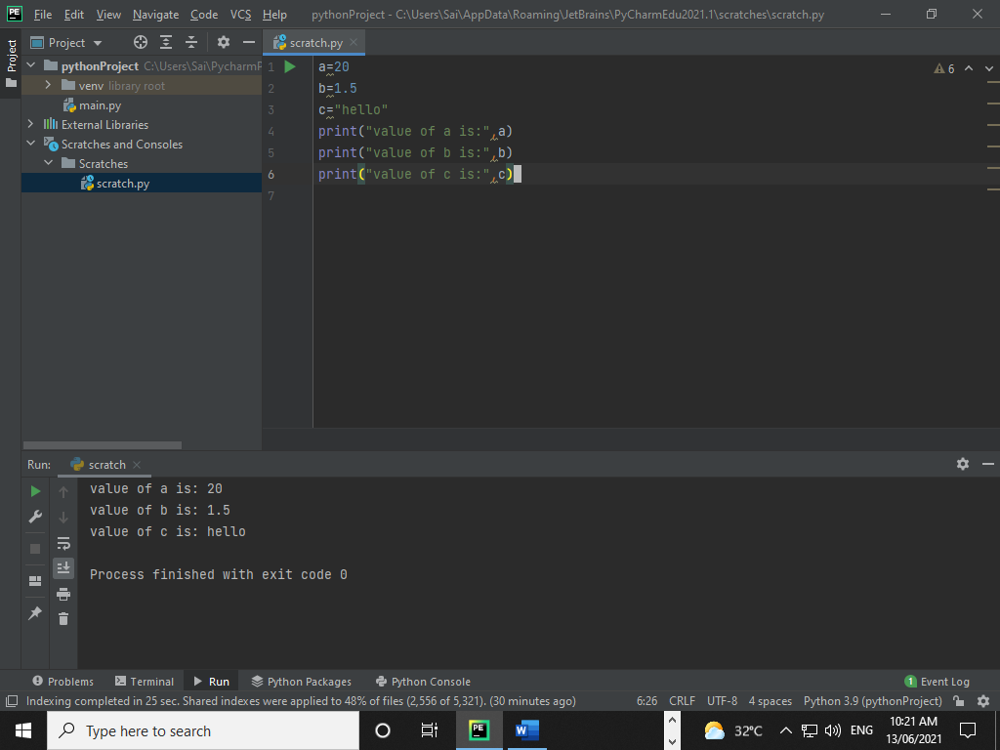 PE File Edit View Navigate Code VCS Help pythonProject - C:\Users\Sai\AppData\Roaming\JetBrains\PyCharmEdu2021.1\scratches\scratch.py
Project
Project
scratch.py
pythonProject C:\Users\Sai\PycharmP
venv library root
main.py
External Libraries
Scratches and Consoles
Scratches
scratch.py
6
1 a=20
2 b=1.5
3 c="hello"
4 print("value of a is:",a)
5 print("value of b is:",b)
6 print("value of c is:",c)
7
Run: scratch
value of a is: 20
value of b is: 1.5
value of c is: hello
Process finished with exit code 0
Problems Terminal Run Python Packages Python Console 1 Event Log
Indexing completed in 25 sec. Shared indexes were applied to 48% of files (2,556 of 5,321). (30 minutes ago) 6:26 CRLF UTF-8 4 spaces Python 3.9 (pythonProject)
Type here to search PE W 32°C ENG 10:21 AM
13/06/2021